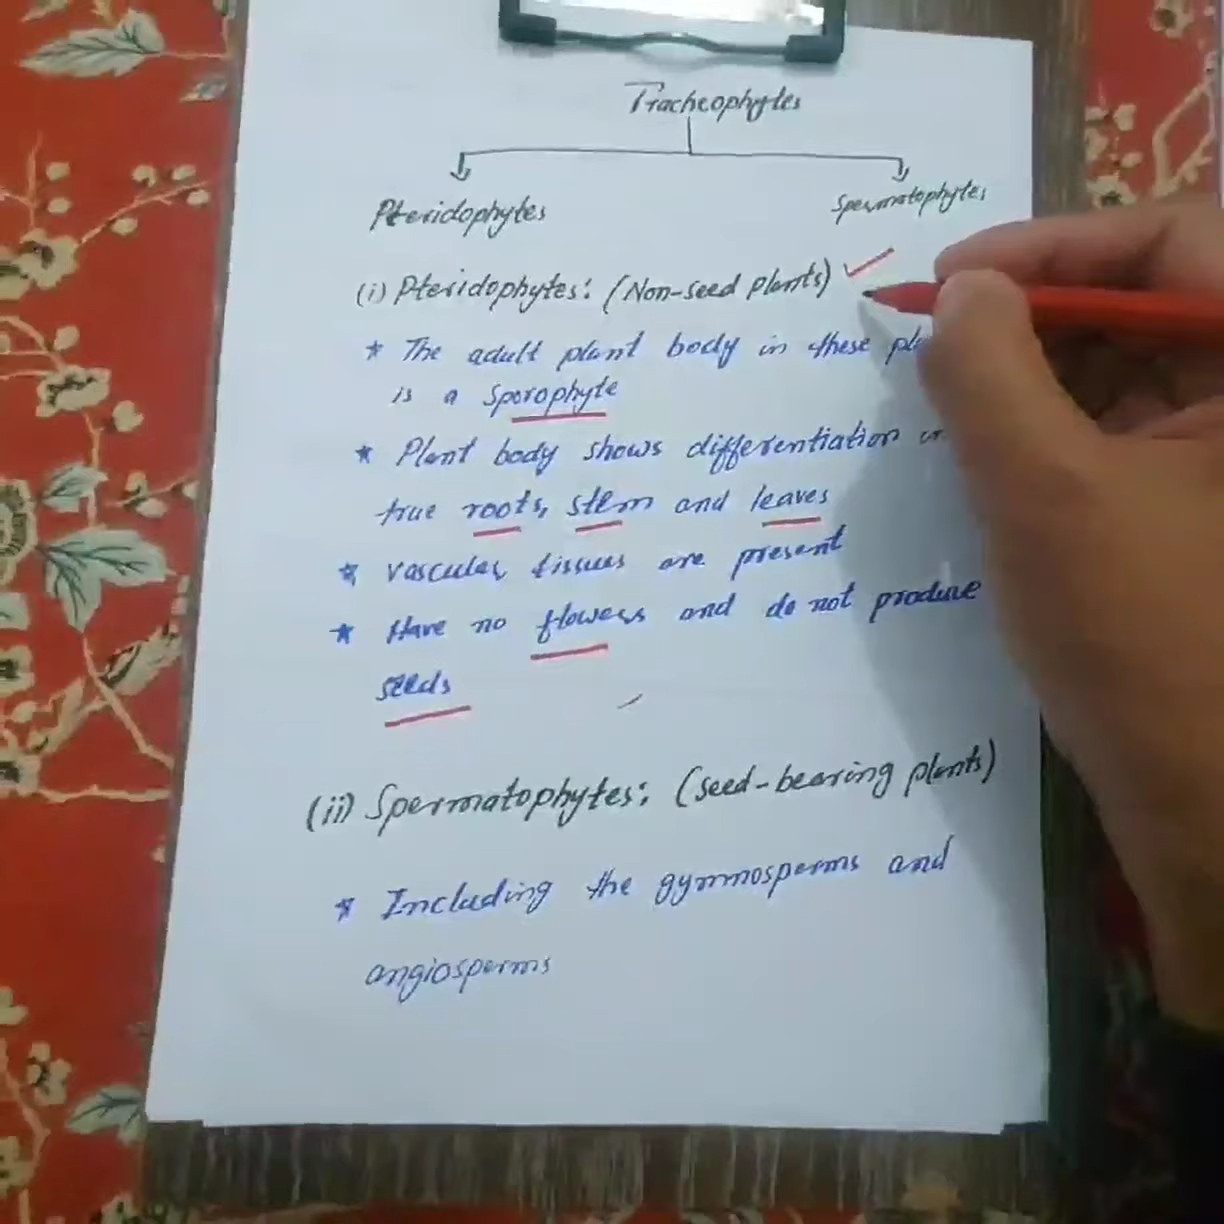 Tracheophytes
Pteridophytes
Spermatophytes
(i) Pteridophytes: (Non-seed plants)
* The adult plant body in these
is a sporophyte
* Plant body shows differentiation
true roots, stem and leaves
* vascular tissues are present
* Have no flowers and do not produce
seeds
(ii) Spermatophytes: (seed-bearing plants)
* Including the gymnosperms and
angiosperms